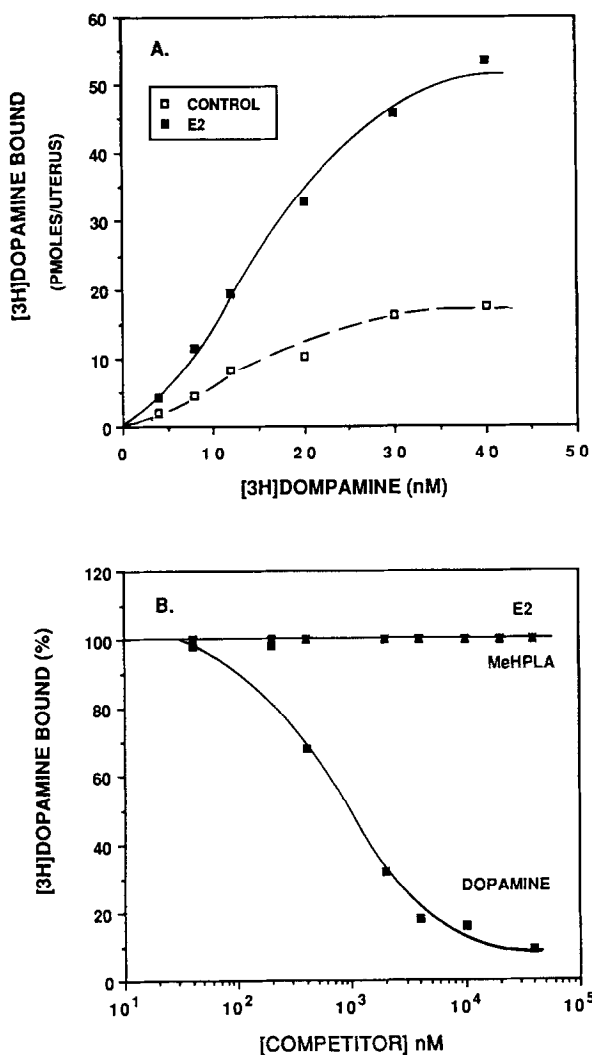 A.
CONTROL
E2
[3H]DOPAMINE BOUND
(PMOLES/UTERUS)
60
50
40
30
20
10
0
0 10 20 30 40 50
[3H]DOMPAMINE (nM)
B.
E2
MeHPLA
DOPAMINE
[3H]DOPAMINE BOUND (%)
120
100
80
60
40
20
0
10¹ 10² 10³ 10⁴ 10⁵
[COMPETITOR] nM